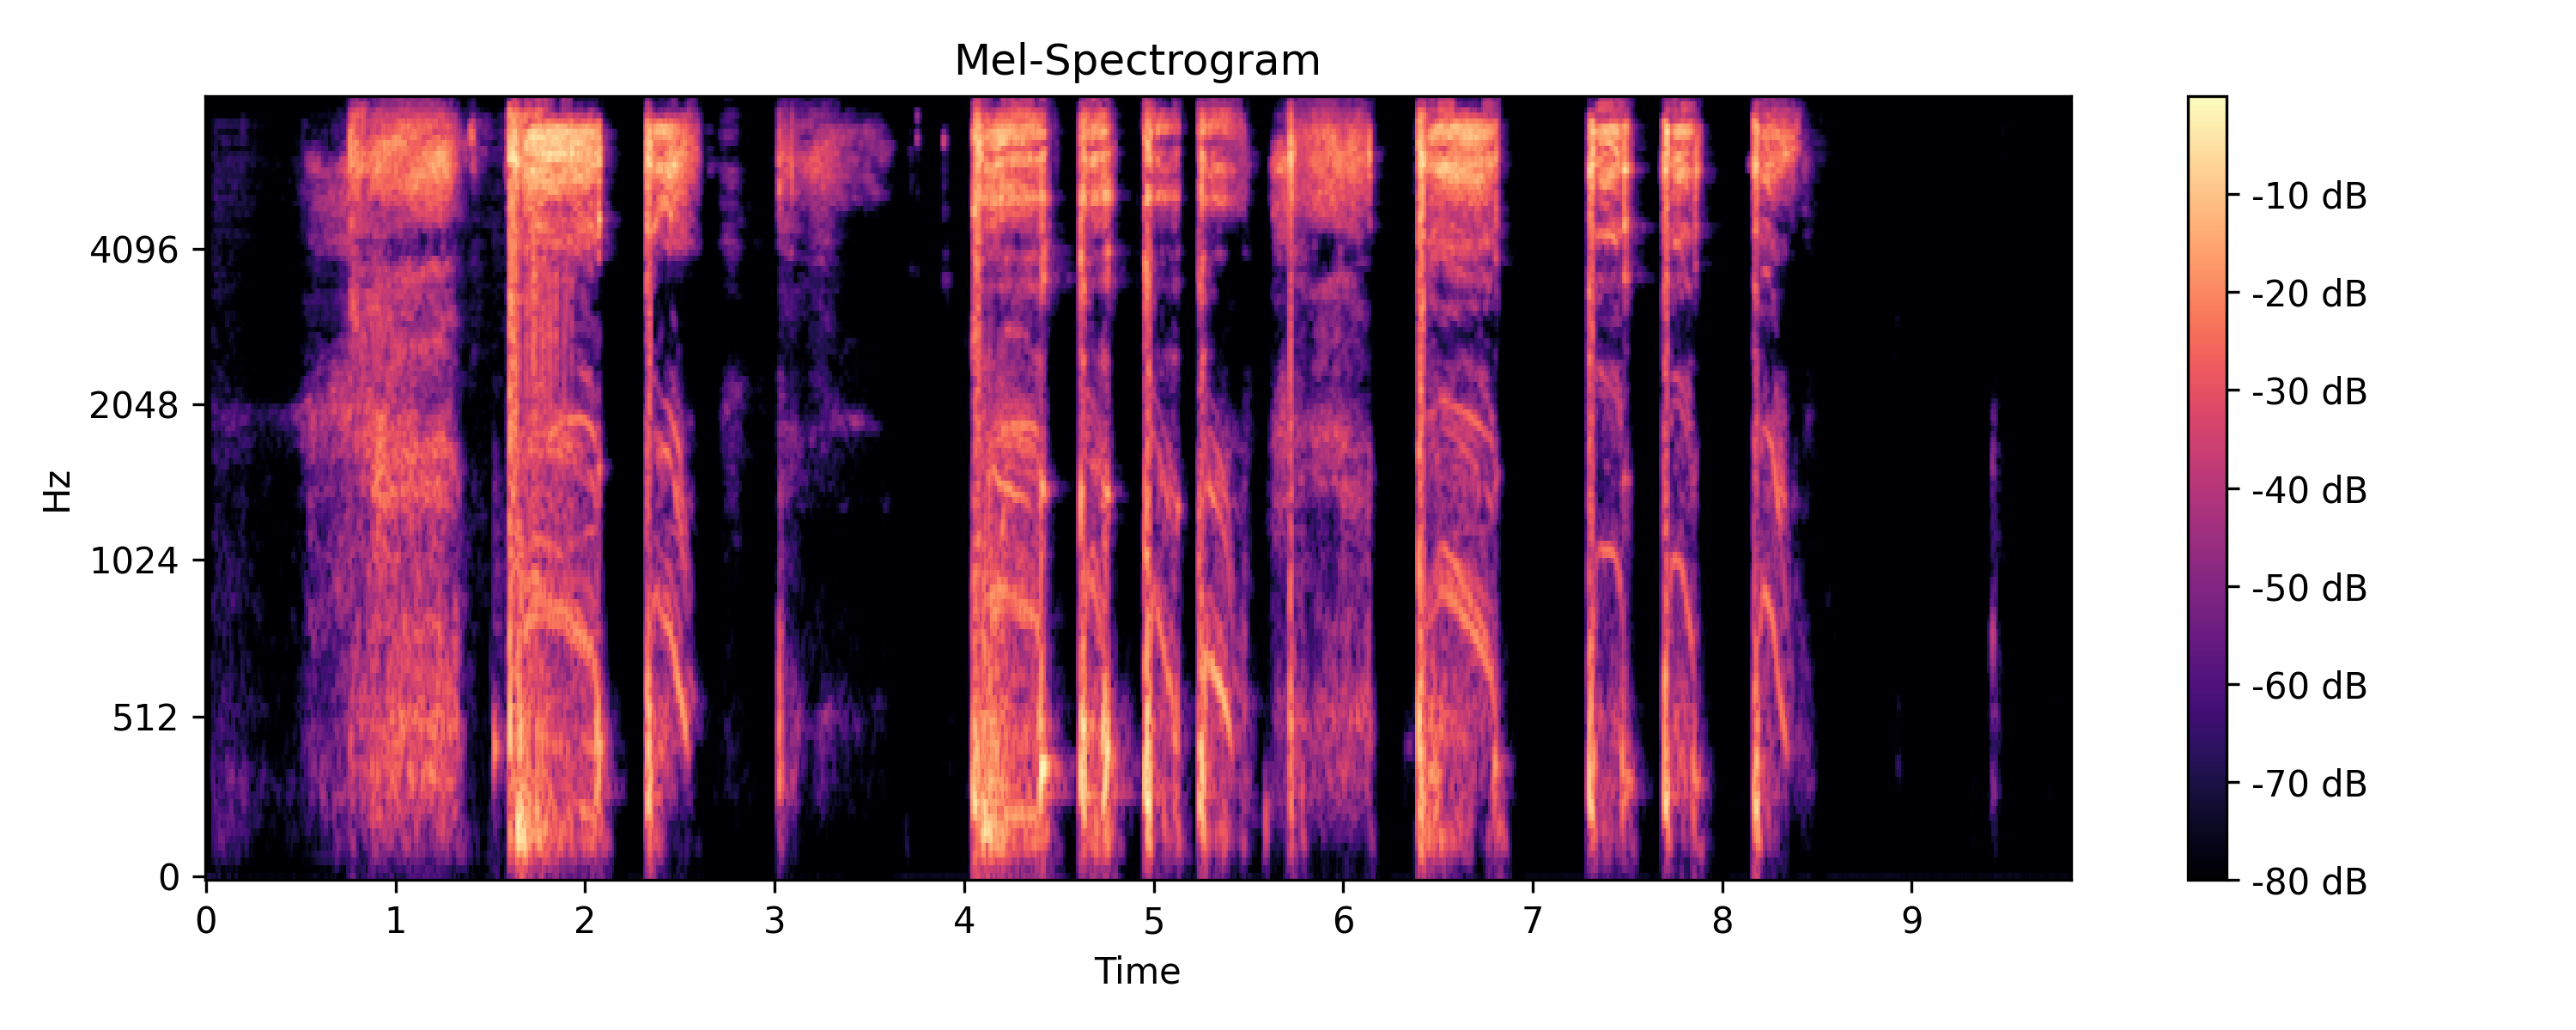 Mel-Spectrogram
Hz
4096
2048
1024
512
0
0 1 2 3 4 5 6 7 8 9
Time
-10 dB
-20 dB
-30 dB
-40 dB
-50 dB
-60 dB
-70 dB
-80 dB